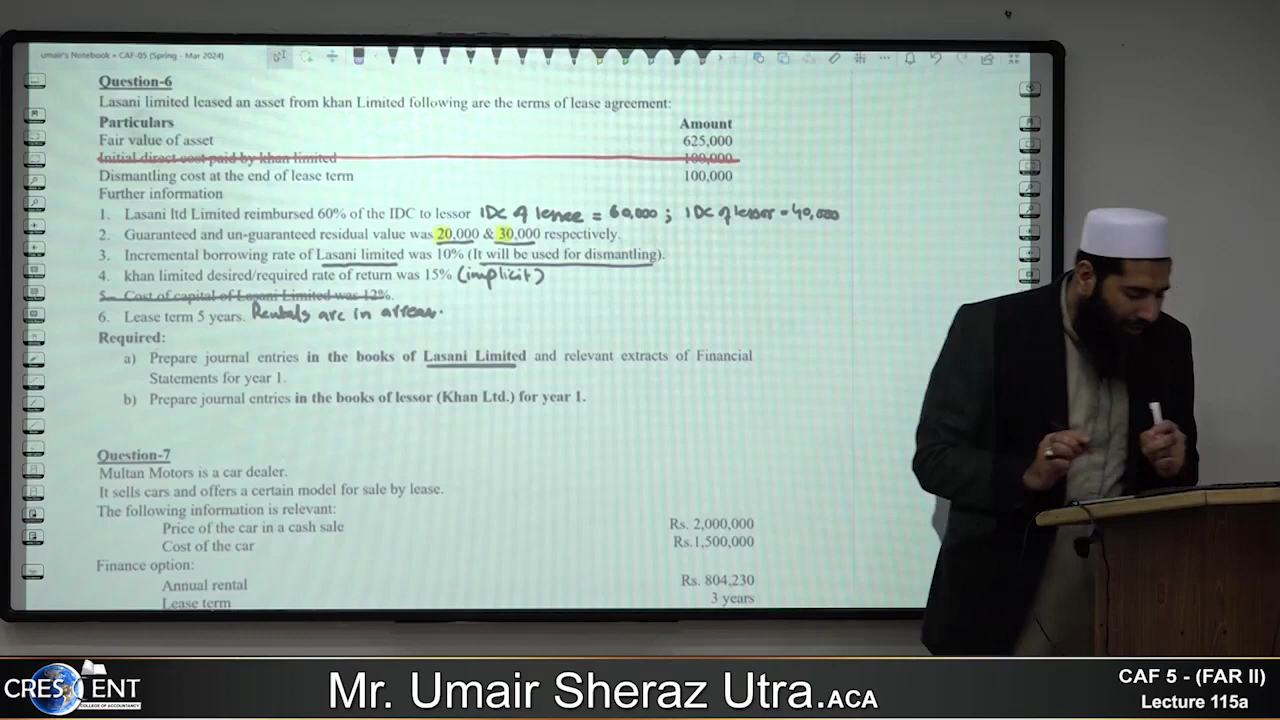 umair's Notebook » CAF-05 (Spring - Mar 2024)
Question-6
Lasani limited leased an asset from khan Limited following are the terms of lease agreement:
Particulars Amount
Fair value of asset 625,000
Initial direct cost paid by khan limited 100,000
Dismantling cost at the end of lease term 100,000
Further information
1. Lasani ltd Limited reimbursed 60% of the IDC to lessor IDC of lessee = 60,000 ; IDC of lessor = 40,000
2. Guaranteed and un-guaranteed residual value was 20,000 & 30,000 respectively.
3. Incremental borrowing rate of Lasani limited was 10% (It will be used for dismantling).
4. khan limited desired/required rate of return was 15% (implicit)
5. Cost of capital of Lasani Limited was 12%.
6. Lease term 5 years. Rentals are in arrear.
Required:
a) Prepare journal entries in the books of Lasani Limited and relevant extracts of Financial
Statements for year 1.
b) Prepare journal entries in the books of lessor (Khan Ltd.) for year 1.
Question-7
Multan Motors is a car dealer.
It sells cars and offers a certain model for sale by lease.
The following information is relevant:
Price of the car in a cash sale Rs. 2,000,000
Cost of the car Rs.1,500,000
Finance option:
Annual rental Rs. 804,230
Lease term 3 years
CRESCENT
COLLEGE OF ACCOUNTANCY
Mr. Umair Sheraz Utra.ACA
CAF 5 - (FAR II)
Lecture 115a